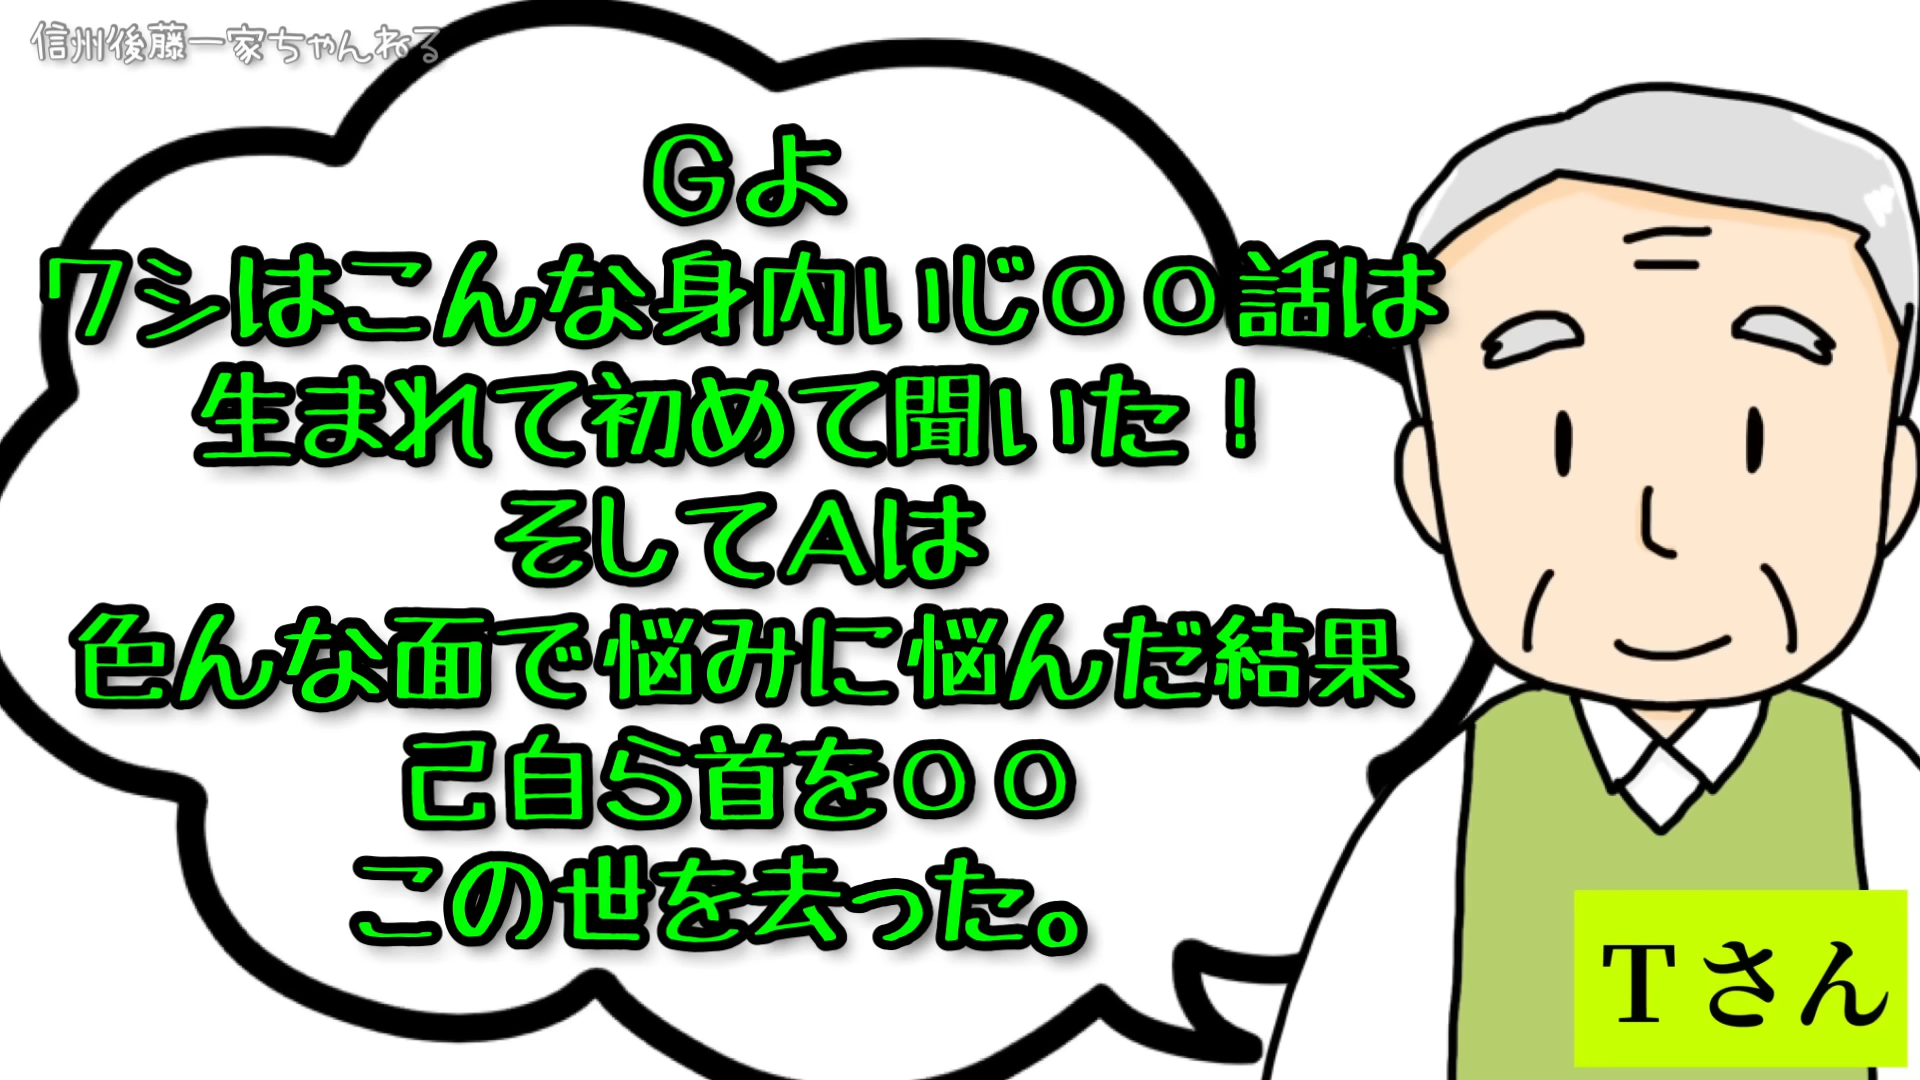 信州後藤一家ちゃんねる
Gよ
ワシはこんな身内いじ○○話は
生まれて初めて聞いた！
そしてAは
色んな面で悩みに悩んだ結果
己自ら首を○○
この世を去った。
Tさん